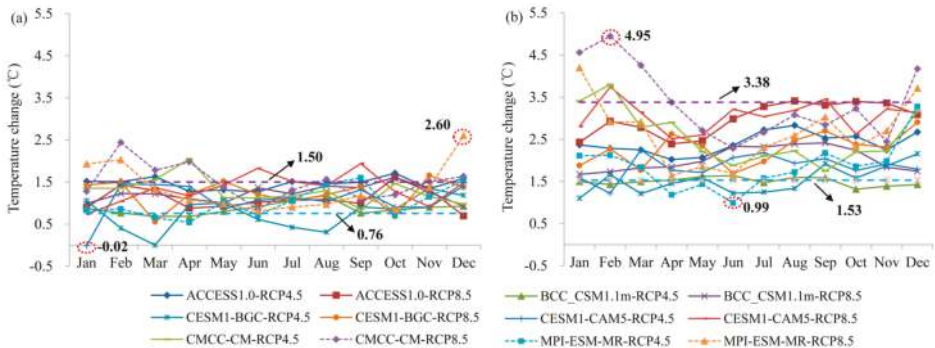 (a)
5.5
4.5
3.5
2.5
1.5
0.5
-0.5
Temperature change (℃)
2.60
1.50
0.76
-0.02
Jan Feb Mar Apr May Jun Jul Aug Sep Oct Nov Dec
(b)
5.5
4.5
3.5
2.5
1.5
0.5
-0.5
Temperature change (℃)
4.95
3.38
0.99
1.53
Jan Feb Mar Apr May Jun Jul Aug Sep Oct Nov Dec
ACCESS1.0-RCP4.5 ACCESS1.0-RCP8.5 BCC_CSM1.1m-RCP4.5 BCC_CSM1.1m-RCP8.5
CESM1-BGC-RCP4.5 CESM1-BGC-RCP8.5 CESM1-CAM5-RCP4.5 CESM1-CAM5-RCP8.5
CMCC-CM-RCP4.5 CMCC-CM-RCP8.5 MPI-ESM-MR-RCP4.5 MPI-ESM-MR-RCP8.5